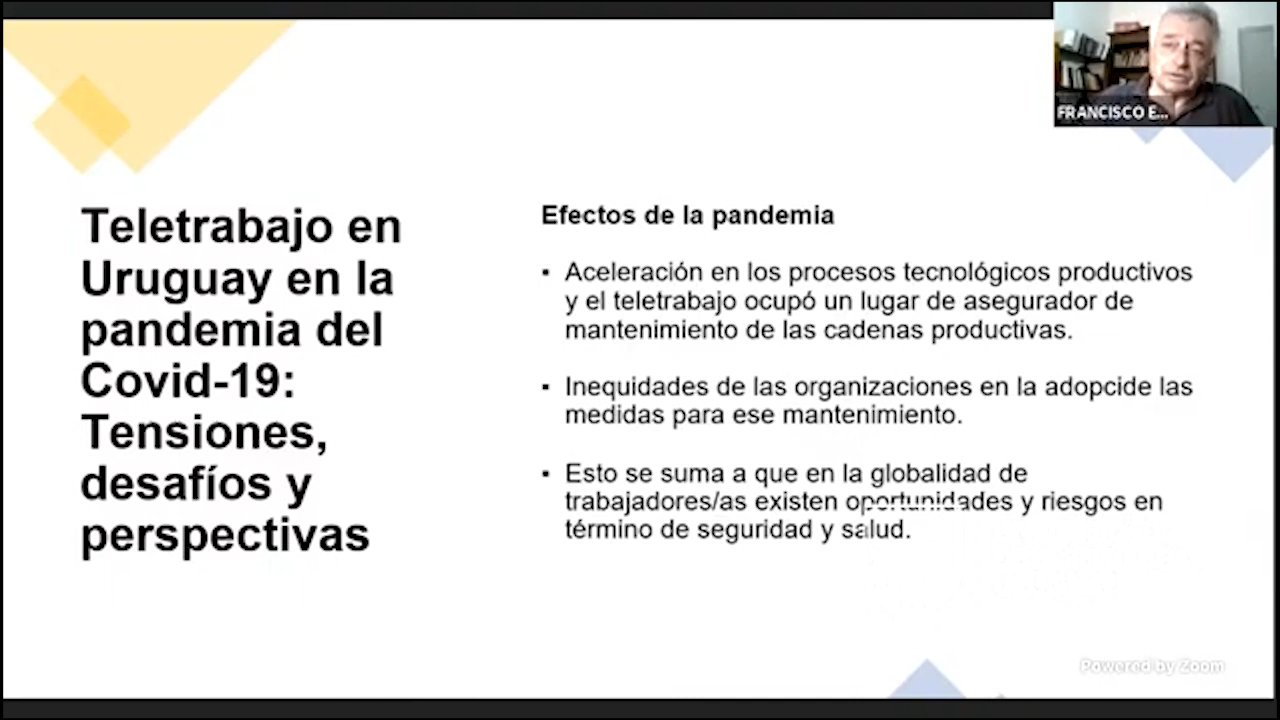 FRANCISCO E...
Teletrabajo en
Uruguay en la
pandemia del
Covid-19:
Tensiones,
desafíos y
perspectivas
Efectos de la pandemia
▪ Aceleración en los procesos tecnológicos productivos
y el teletrabajo ocupó un lugar de asegurador de
mantenimiento de las cadenas productivas.
▪ Inequidades de las organizaciones en la adopcide las
medidas para ese mantenimiento.
▪ Esto se suma a que en la globalidad de
trabajadores/as existen oportunidades y riesgos en
término de seguridad y salud.
Powered by Zoom